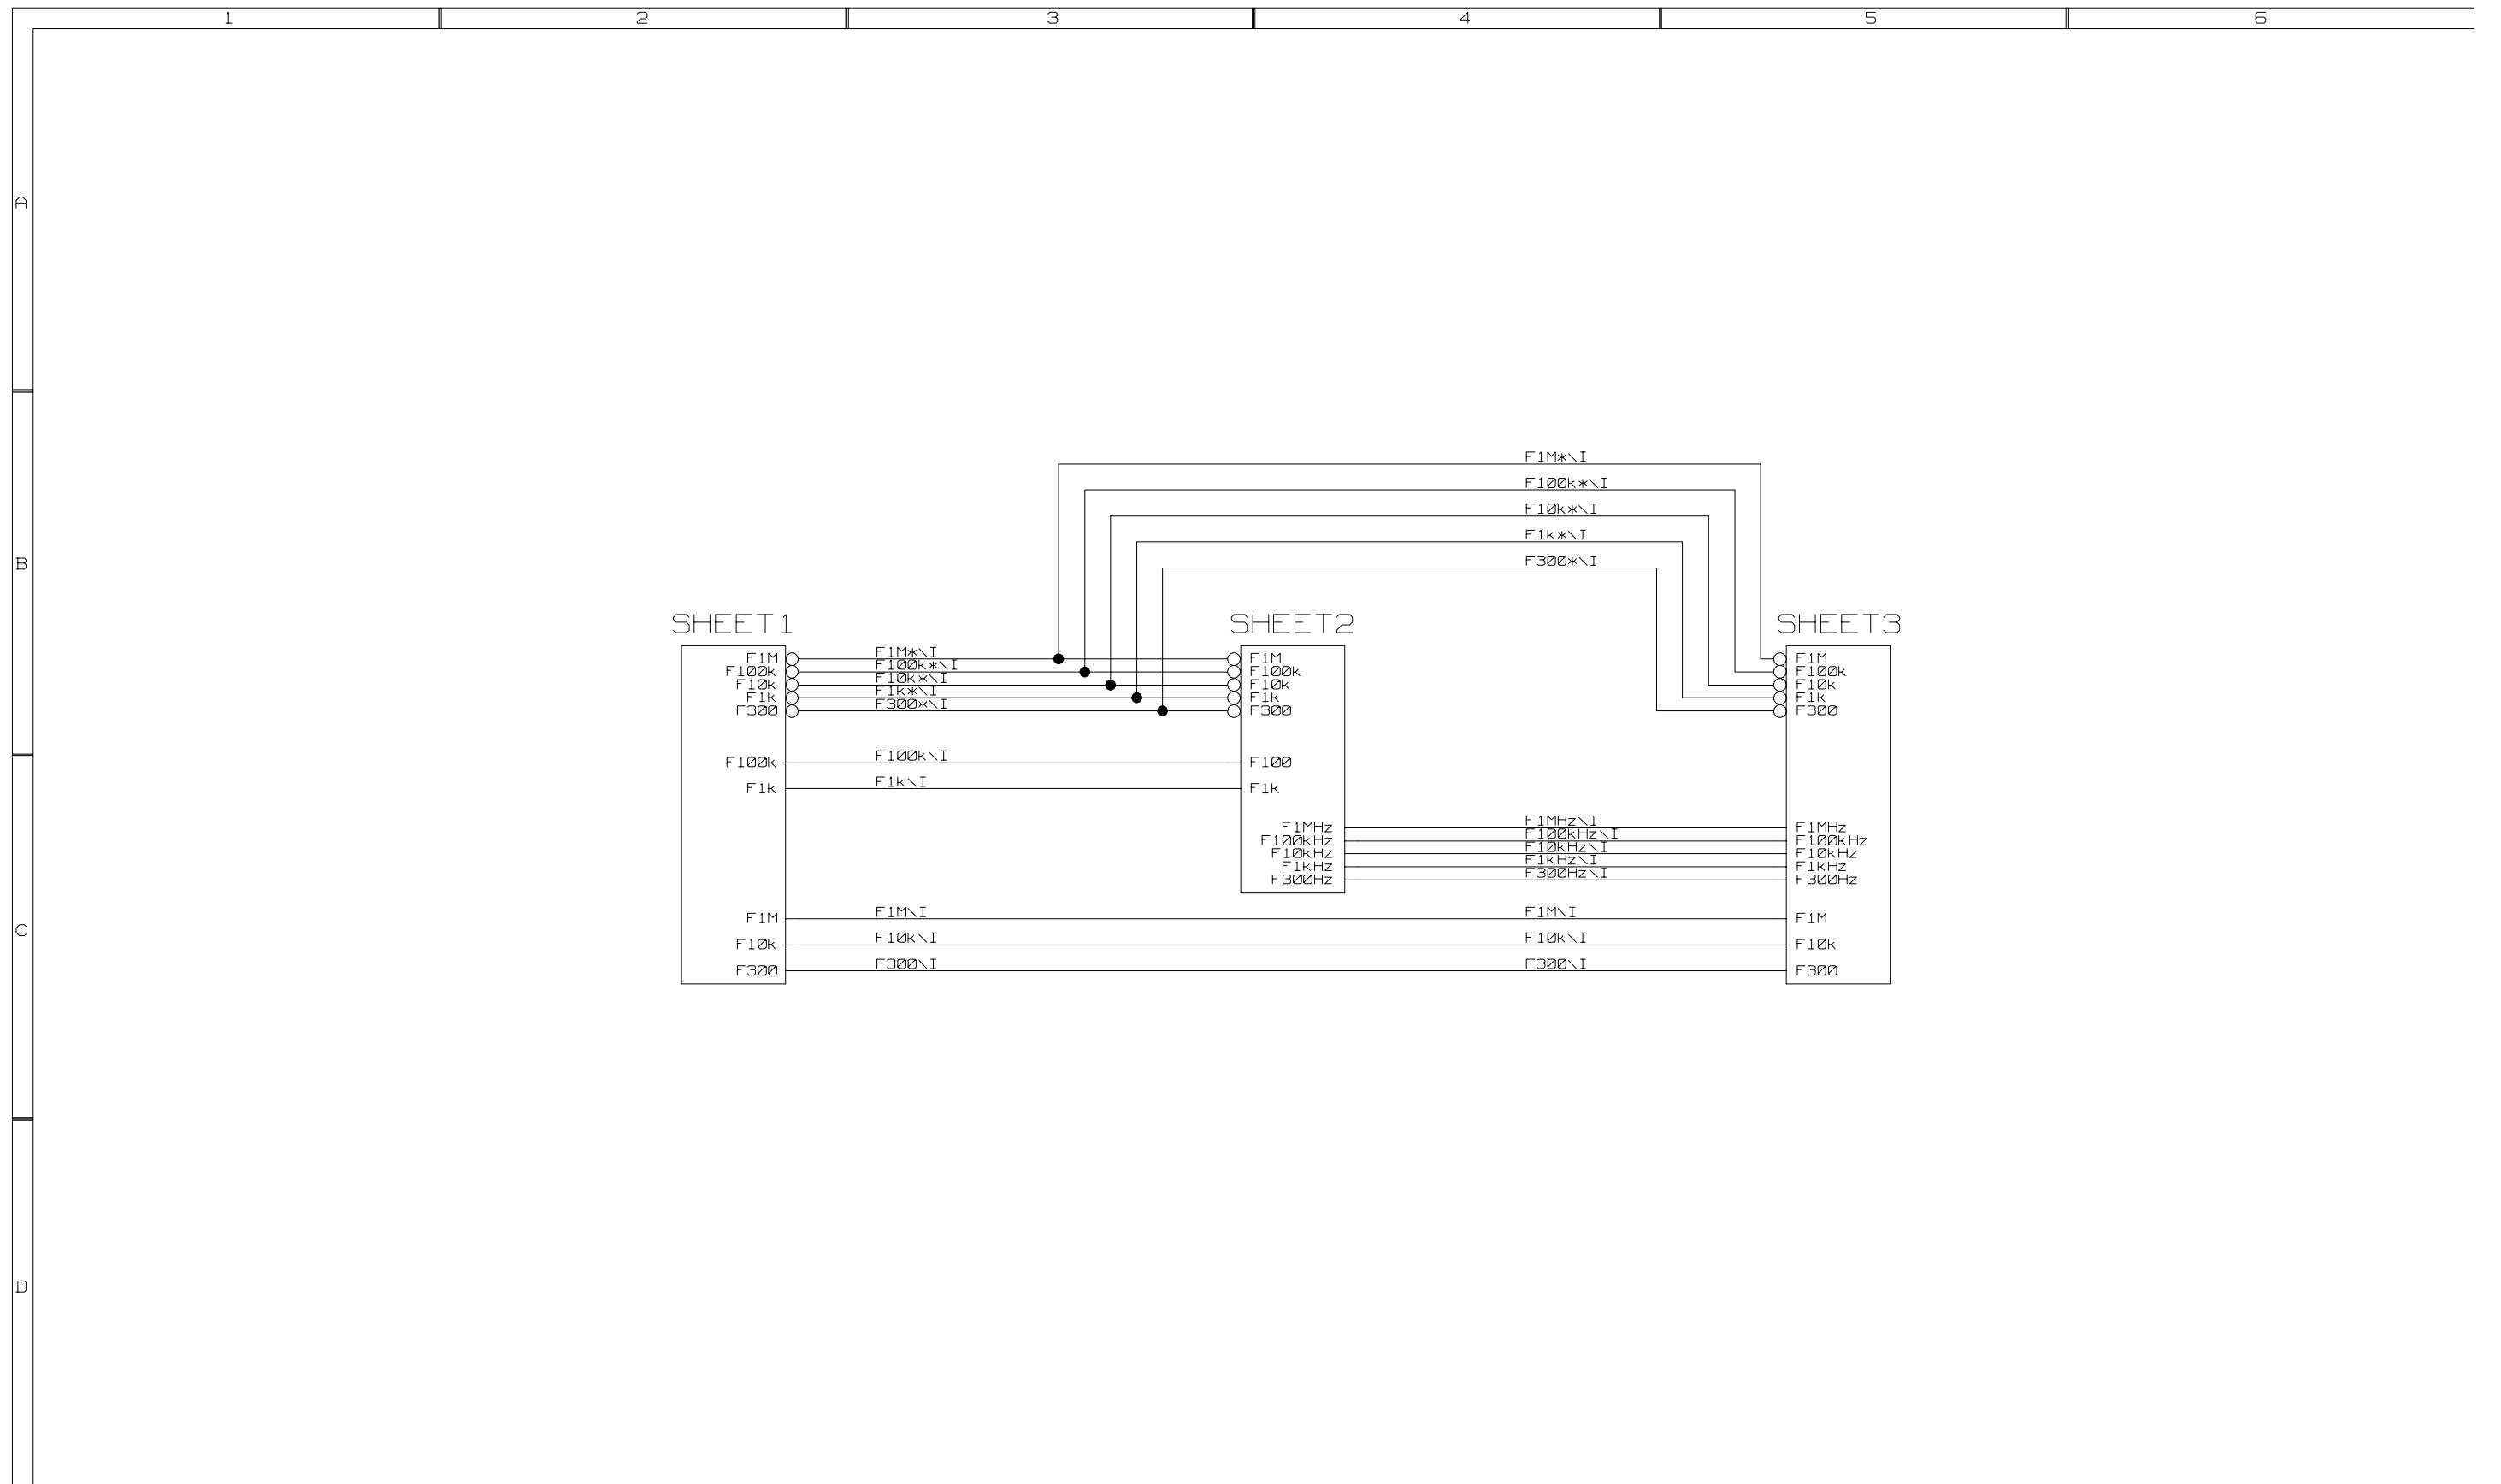 1 2 3 4 5 6
A
F1M*\I
F100k*\I
F10k*\I
B
F1k*\I
F300*\I
SHEET1 SHEET2 SHEET3
F1M F1M*\I F1M F1M
F100k F100k*\I F100k F100k
F10k F10k*\I F10k F10k
F1k F1k*\I F1k F1k
F300 F300*\I F300 F300
F100k F100k\I F100
F1k F1k\I F1k
F1MHz F1MHz\I F1MHz
F100kHz F100kHz\I F100kHz
F10kHz F10kHz\I F10kHz
F1kHz F1kHz\I F1kHz
F300Hz F300Hz\I F300Hz
F1M F1M\I F1M\I F1M
C
F10k F10k\I F10k\I F10k
F300 F300\I F300\I F300
D